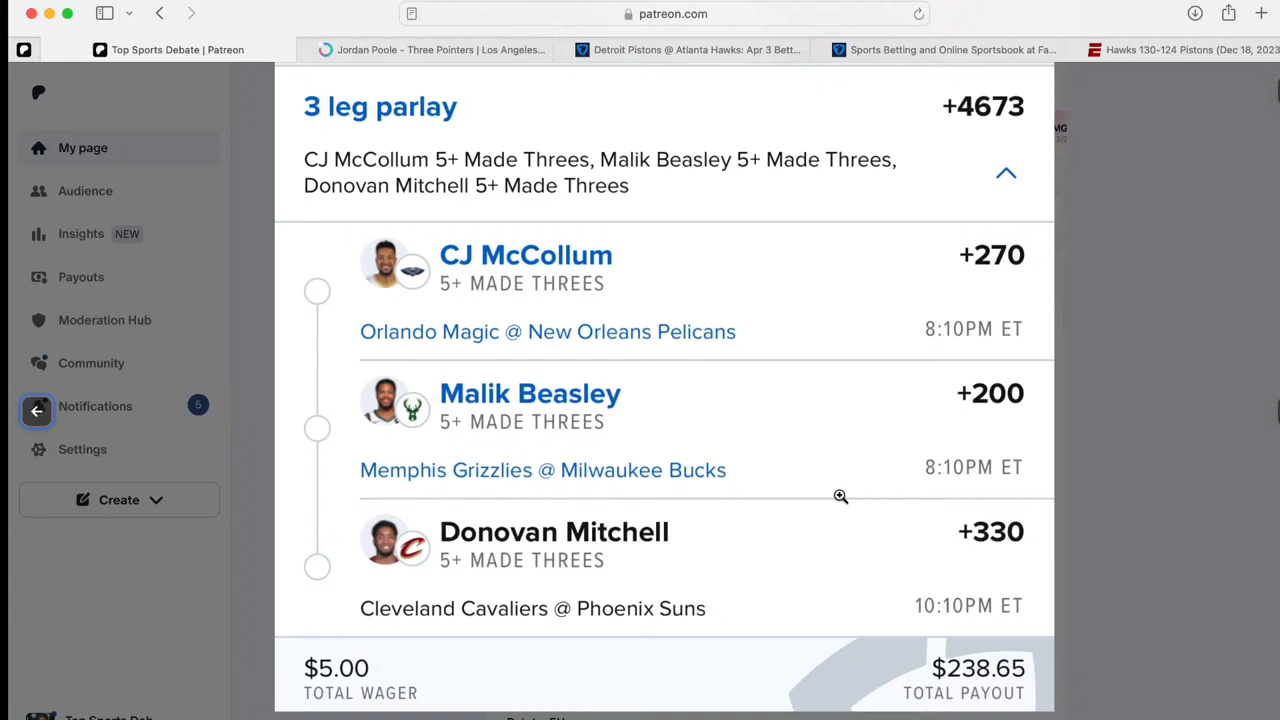 patreon.com
Top Sports Debate | Patreon
Jordan Poole - Three Pointers | Los Angeles...
Detroit Pistons @ Atlanta Hawks: Apr 3 Bett...
Sports Betting and Online Sportsbook at Fa...
Hawks 130-124 Pistons (Dec 18, 2023
My page
Audience
Insights NEW
Payouts
Moderation Hub
Community
Notifications 5
Settings
Create
3 leg parlay +4673
CJ McCollum 5+ Made Threes, Malik Beasley 5+ Made Threes,
Donovan Mitchell 5+ Made Threes
CJ McCollum +270
5+ MADE THREES
Orlando Magic @ New Orleans Pelicans 8:10PM ET
Malik Beasley +200
5+ MADE THREES
Memphis Grizzlies @ Milwaukee Bucks 8:10PM ET
Donovan Mitchell +330
5+ MADE THREES
Cleveland Cavaliers @ Phoenix Suns 10:10PM ET
$5.00 $238.65
TOTAL WAGER TOTAL PAYOUT
MG